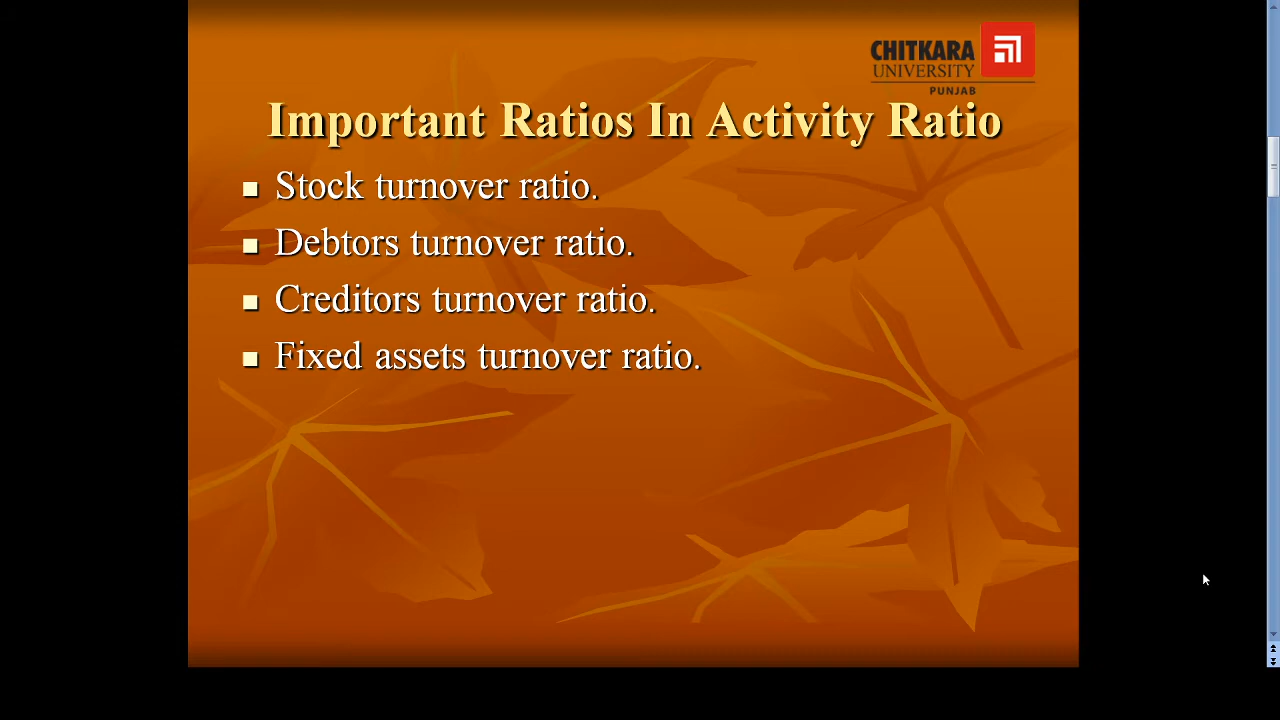 CHITKARA
UNIVERSITY
PUNJAB
Important Ratios In Activity Ratio
Stock turnover ratio.
Debtors turnover ratio.
Creditors turnover ratio.
Fixed assets turnover ratio.